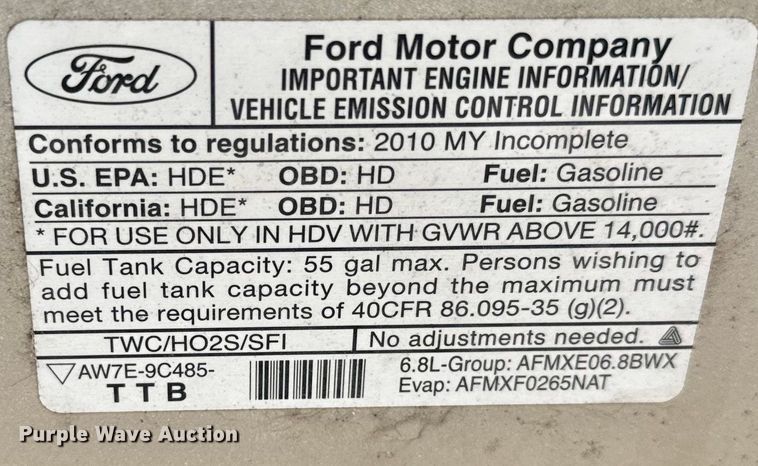 Ford
Ford Motor Company
IMPORTANT ENGINE INFORMATION/
VEHICLE EMISSION CONTROL INFORMATION
Conforms to regulations: 2010 MY Incomplete
U.S. EPA: HDE* OBD: HD Fuel: Gasoline
California: HDE* OBD: HD Fuel: Gasoline
* FOR USE ONLY IN HDV WITH GVWR ABOVE 14,000#.
Fuel Tank Capacity: 55 gal max. Persons wishing to
add fuel tank capacity beyond the maximum must
meet the requirements of 40CFR 86.095-35 (g)(2).
TWC/HO2S/SFI No adjustments needed.
AW7E-9C485- 6.8L-Group: AFMXE06.8BWX
TTB Evap: AFMXF0265NAT
Purple Wave Auction